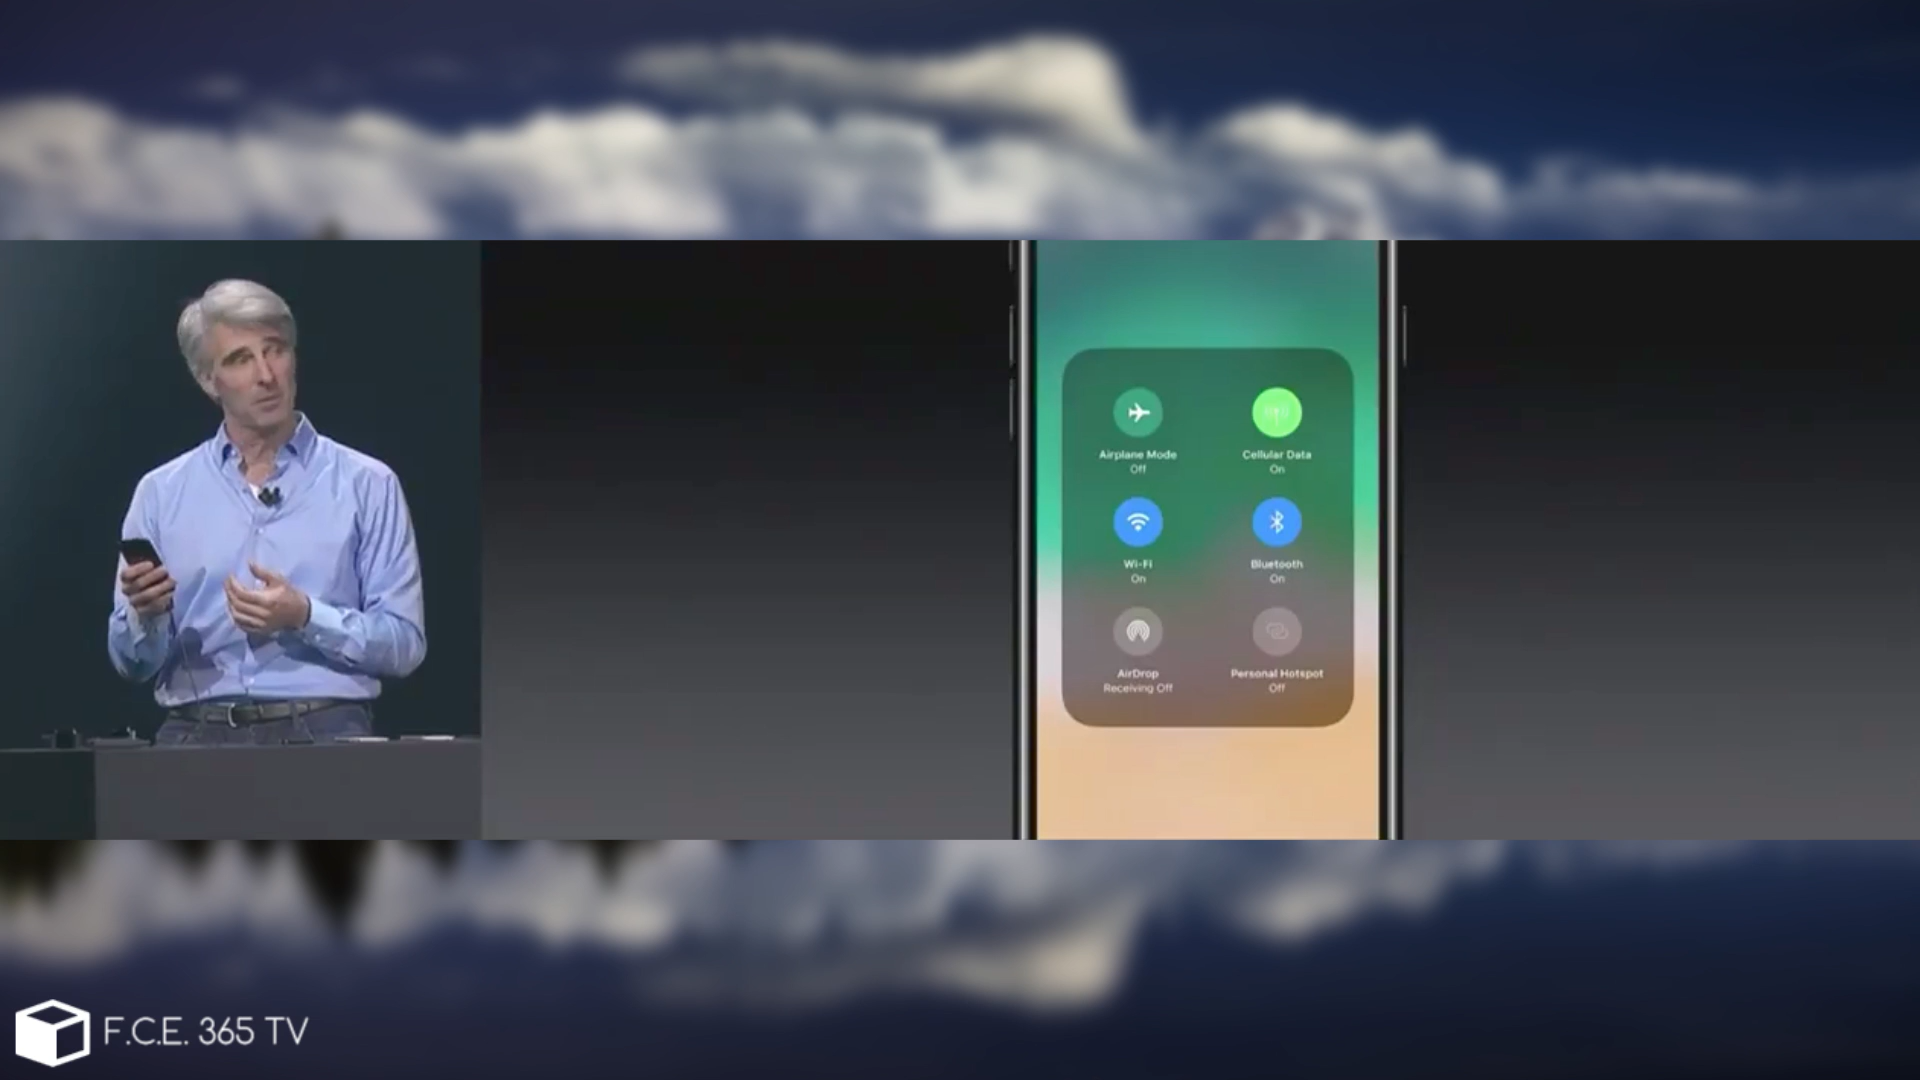 Airplane Mode
Off
Cellular Data
On
Wi-Fi
On
Bluetooth
On
AirDrop
Receiving Off
Personal Hotspot
Off
F.C.E. 365 TV